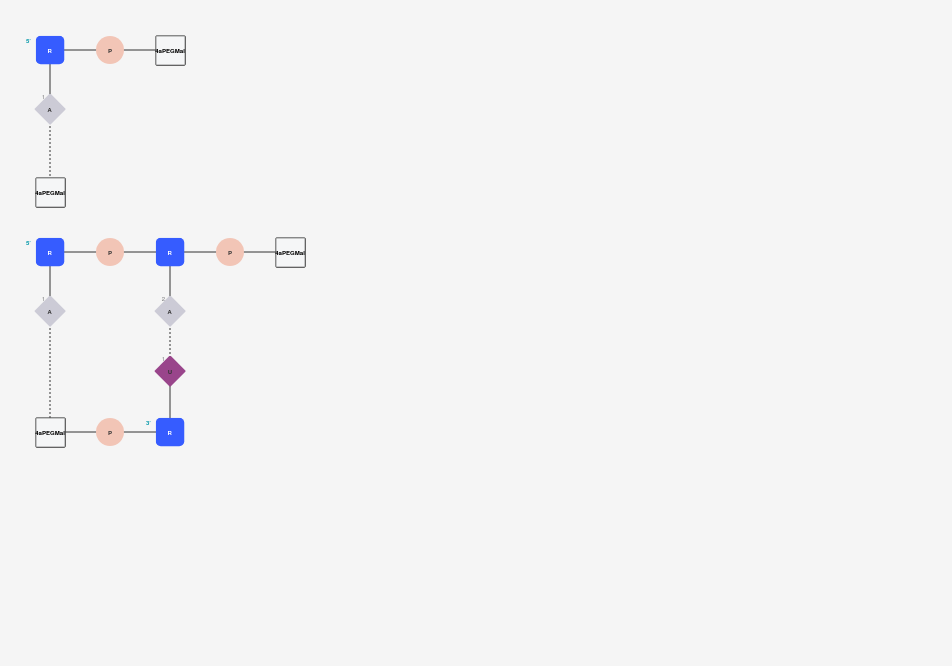 5' R P 4aPEGMal
1
A
4aPEGMal
5' R P R P 4aPEGMal
1 2
A A
1
U
3'
4aPEGMal P R